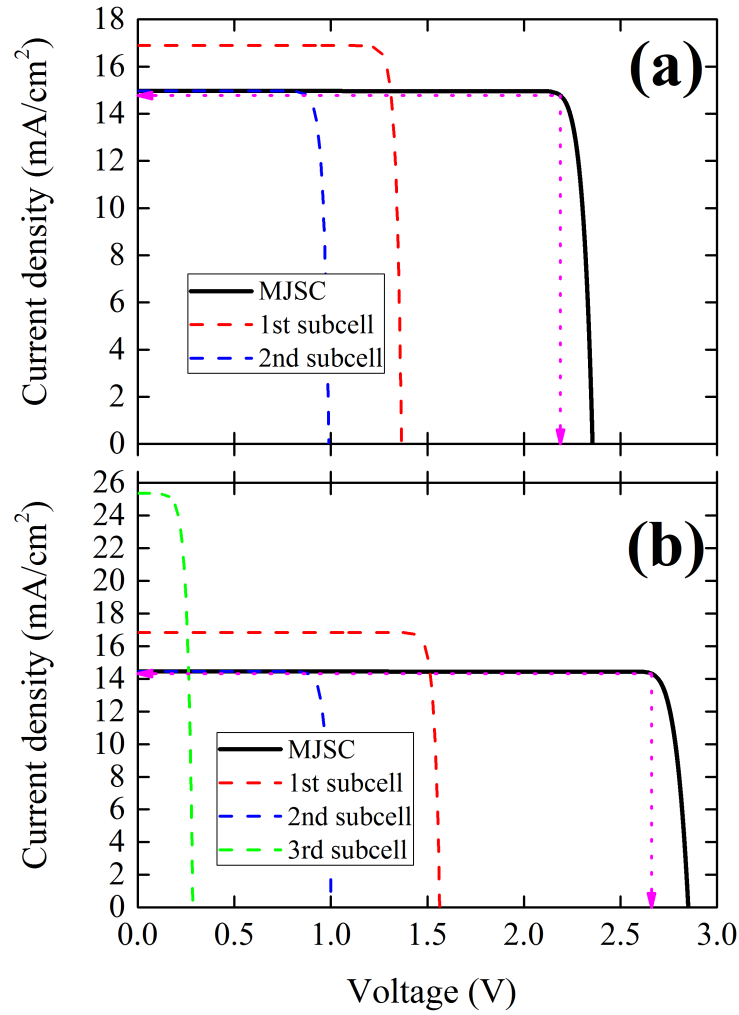 18
16
14
12
10
8
6
4
2
0
Current density (mA/cm²)
(a)
MJSC
1st subcell
2nd subcell
26
24
22
20
18
16
14
12
10
8
6
4
2
0
Current density (mA/cm²)
(b)
MJSC
1st subcell
2nd subcell
3rd subcell
0.0 0.5 1.0 1.5 2.0 2.5 3.0
Voltage (V)